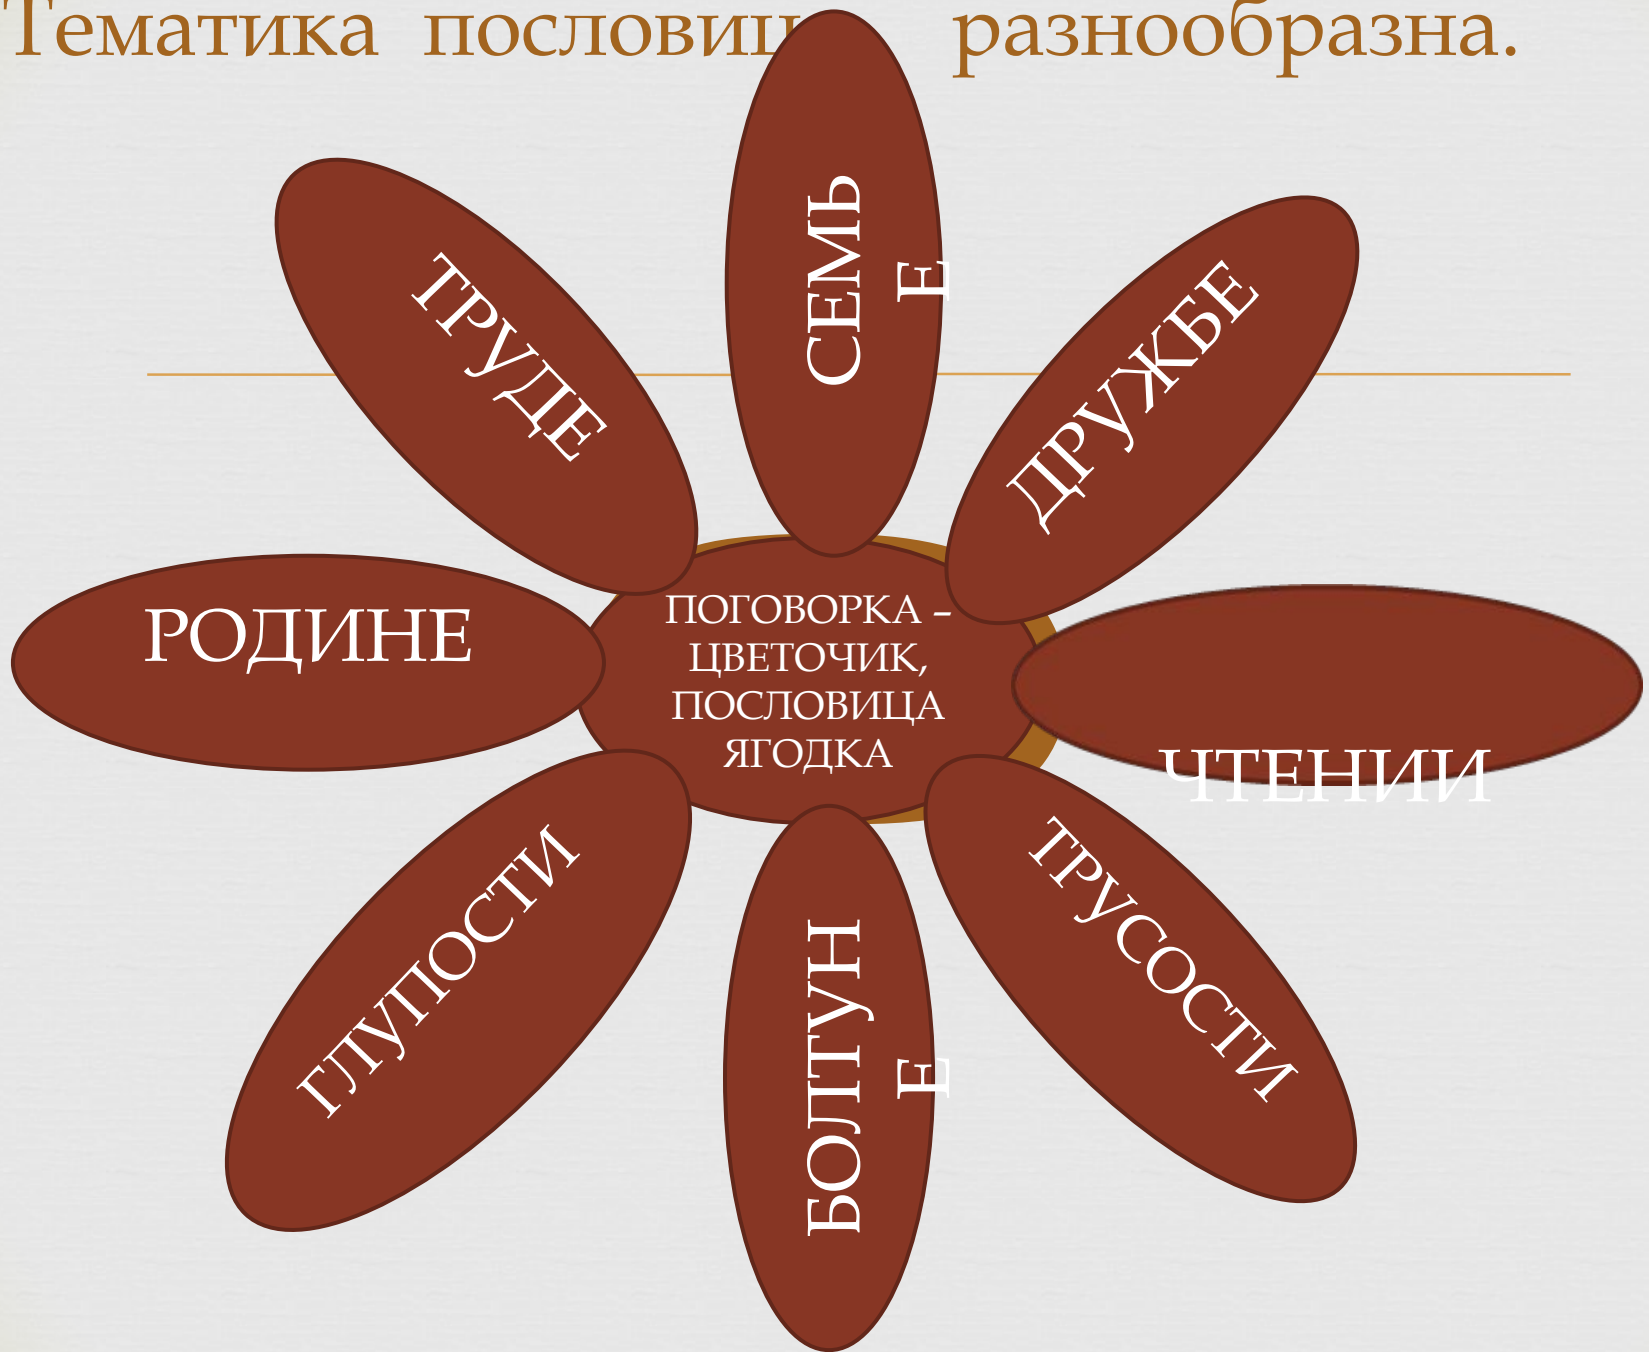 Тематика пословиц разнообразна.
СЕМЬ
Е
ДРУЖБЕ
ЧТЕНИИ
ТРУСОСТИ
БОЛТУН
Е
ГЛУПОСТИ
РОДИНЕ
ТРУДЕ
ПОГОВОРКА –
ЦВЕТОЧИК,
ПОСЛОВИЦА
ЯГОДКА